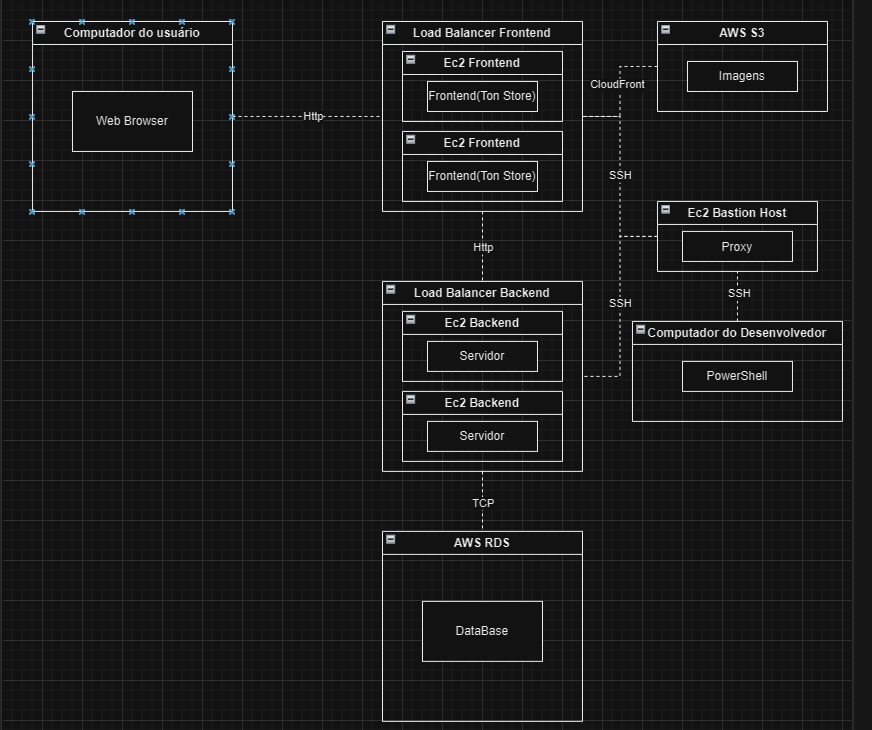 Computador do usuário
Web Browser
Http
Load Balancer Frontend
Ec2 Frontend
Frontend(Ton Store)
Ec2 Frontend
Frontend(Ton Store)
CloudFront
AWS S3
Imagens
SSH
Ec2 Bastion Host
Proxy
Http
SSH
SSH
Load Balancer Backend
Ec2 Backend
Servidor
Ec2 Backend
Servidor
Computador do Desenvolvedor
PowerShell
TCP
AWS RDS
DataBase